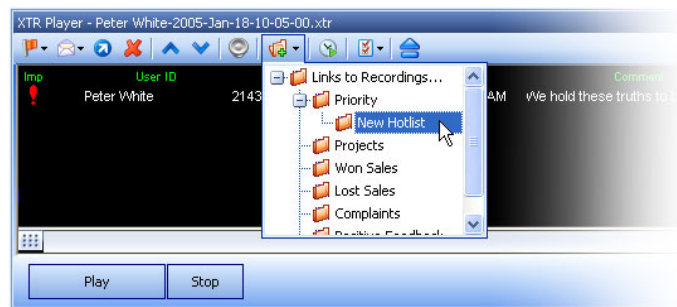 XTR Player - Peter White-2005-Jan-18-10-05-00.xtr
Imp User ID Comment
Peter White 2143 AM We hold these truths to
Links to Recordings...
Priority
New Hotlist
Projects
Won Sales
Lost Sales
Complaints
Positive Feedback
Play Stop